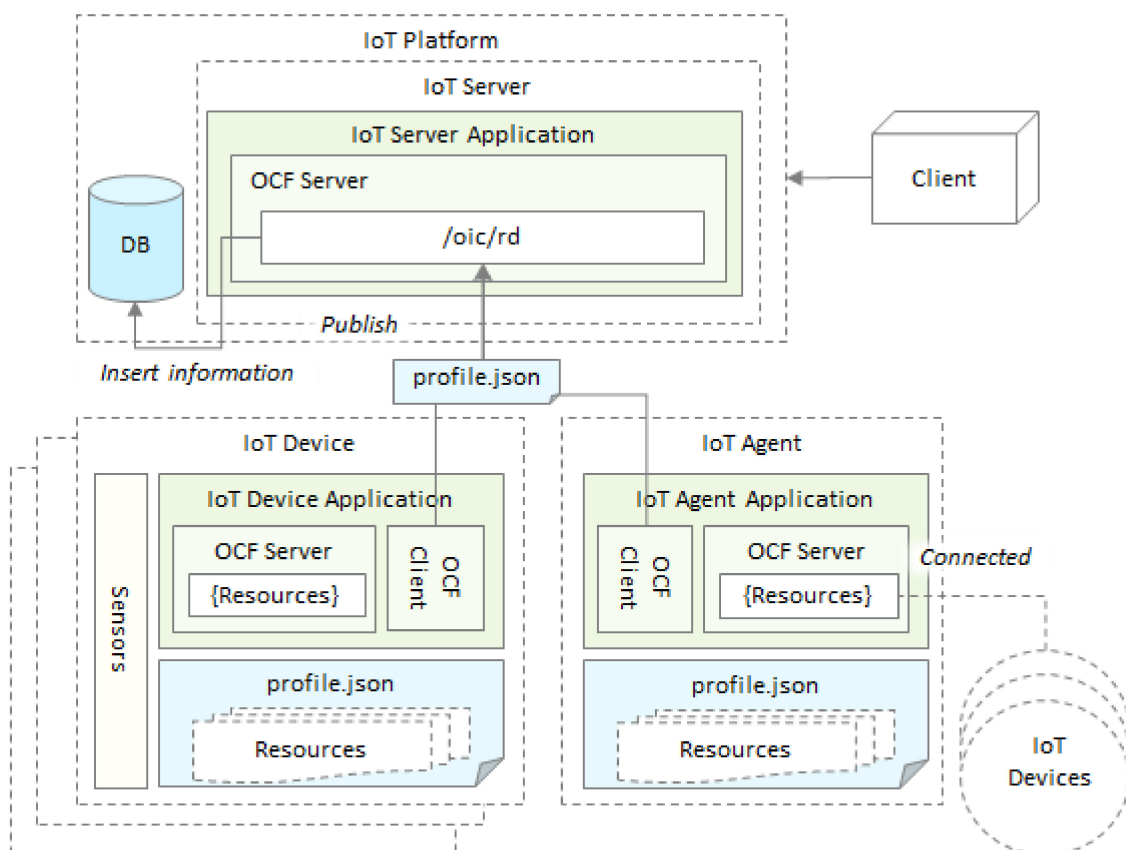 IoT Platform
IoT Server
IoT Server Application
OCF Server
/oic/rd
DB
Client
Publish
Insert information
profile.json
IoT Device
IoT Device Application
OCF Server
{Resources}
OCF
Client
Sensors
profile.json
Resources
IoT Agent
IoT Agent Application
OCF
Client
OCF Server
{Resources}
Connected
profile.json
Resources
IoT
Devices